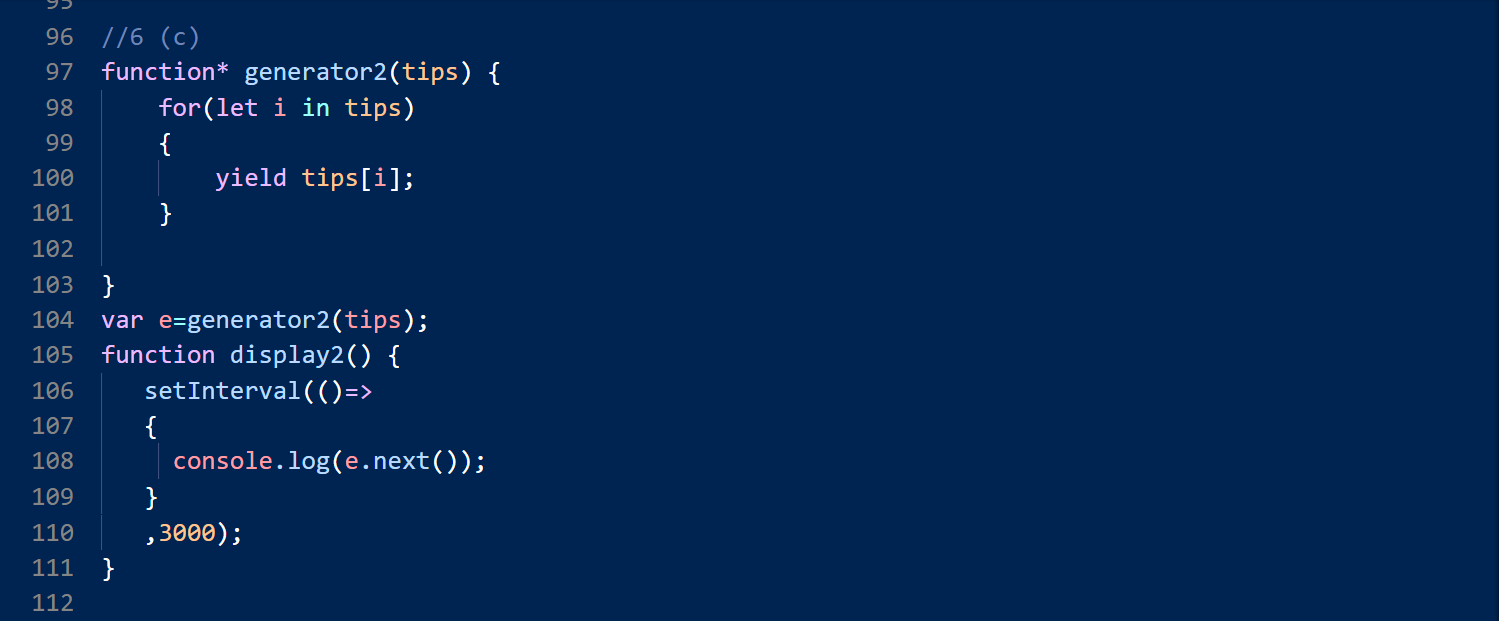 95
96 //6 (c)
97 function* generator2(tips) {
98     for(let i in tips)
99     {
100         yield tips[i];
101     }
102
103 }
104 var e=generator2(tips);
105 function display2() {
106    setInterval(()=>
107    {
108      console.log(e.next());
109    }
110    ,3000);
111 }
112